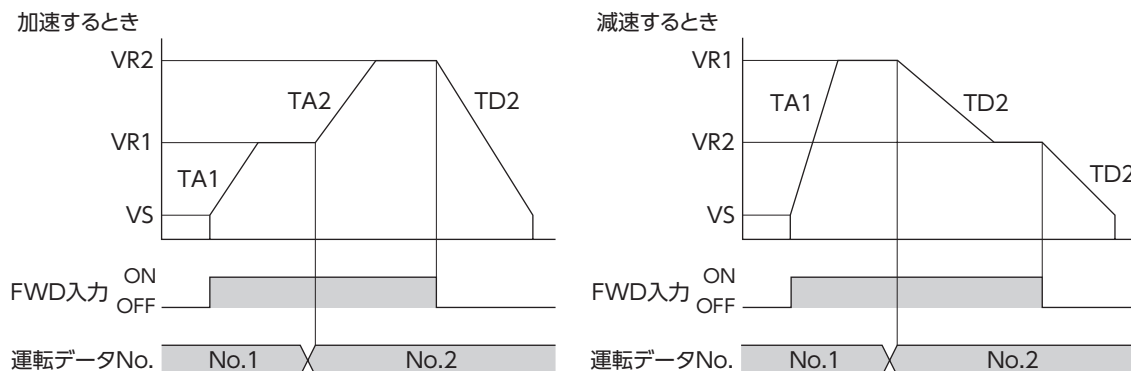 加速するとき
VR2
TA2
TD2
VR1
TA1
VS
FWD入力
ON
OFF
運転データNo.
No.1
No.2
減速するとき
VR1
TA1
TD2
VR2
TD2
VS
FWD入力
ON
OFF
運転データNo.
No.1
No.2